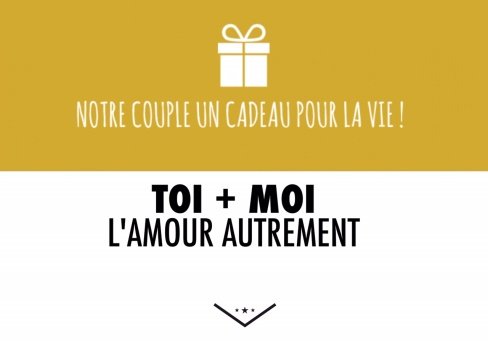 NOTRE COUPLE UN CADEAU POUR LA VIE !
TOI + MOI
L'AMOUR AUTREMENT